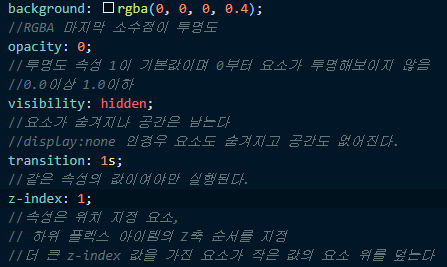 background: rgba(0, 0, 0, 0.4);
//RGBA 마지막 소수점이 투명도
opacity: 0;
//투명도 속성 1이 기본값이며 0부터 요소가 투명해보이지 않음
//0.0이상 1.0이하
visibility: hidden;
//요소가 숨겨지나 공간은 남는다
//display:none 인경우 요소도 숨겨지고 공간도 없어진다.
transition: 1s;
//같은 속성의 값이여야만 실행된다.
z-index: 1;
//속성은 위치 지정 요소,
// 하위 플렉스 아이템의 Z축 순서를 지정
//더 큰 z-index 값을 가진 요소가 작은 값의 요소 위를 덮는다